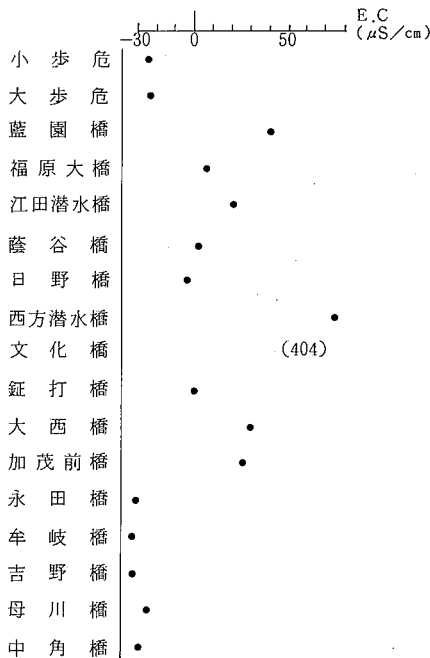 E.C
(μS/cm)
-30 0 50
小歩危
大歩危
藍園橋
福原大橋
江田潜水橋
蔭谷橋
日野橋
西方潜水橋
文化橋 (404)
鉦打橋
大西橋
加茂前橋
永田橋
牟岐橋
吉野橋
母川橋
中角橋